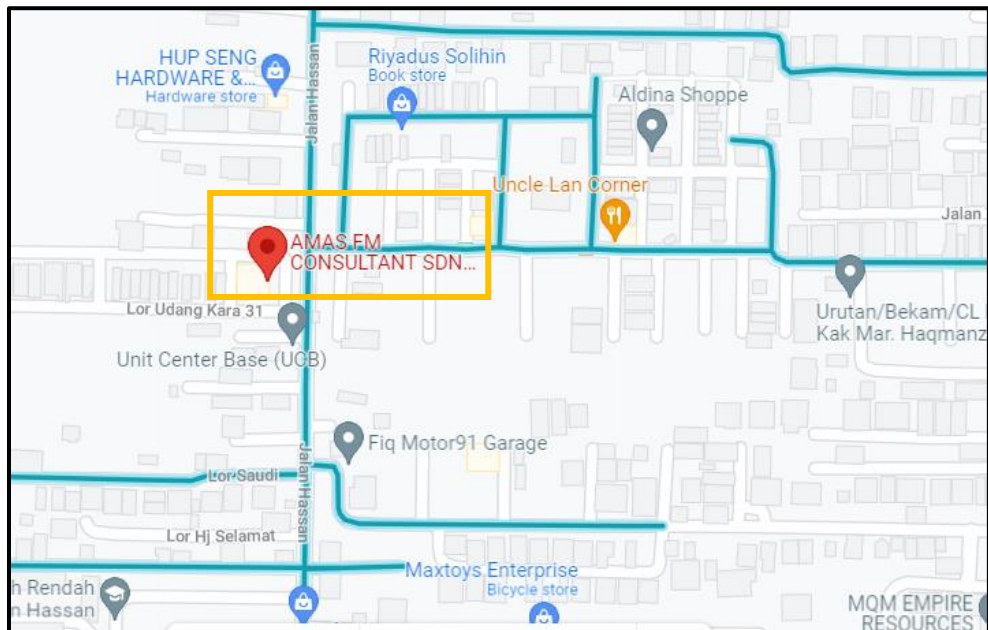 HUP SENG
HARDWARE &...
Hardware store
Riyadus Solihin
Book store
Jalan Hassan
Aldina Shoppe
Uncle Lan Corner
Jalan
AMAS FM
CONSULTANT SDN...
Lor Udang Kara 31
Unit Center Base (UCB)
Urutan/Bekam/CL
Kak Mar. Haqmanz
Fiq Motor91 Garage
Lor Saudi
Jalan Hassan
Lor Hj Selamat
Maxtoys Enterprise
Bicycle store
h Rendah
n Hassan
MQM EMPIRE
RESOURCES